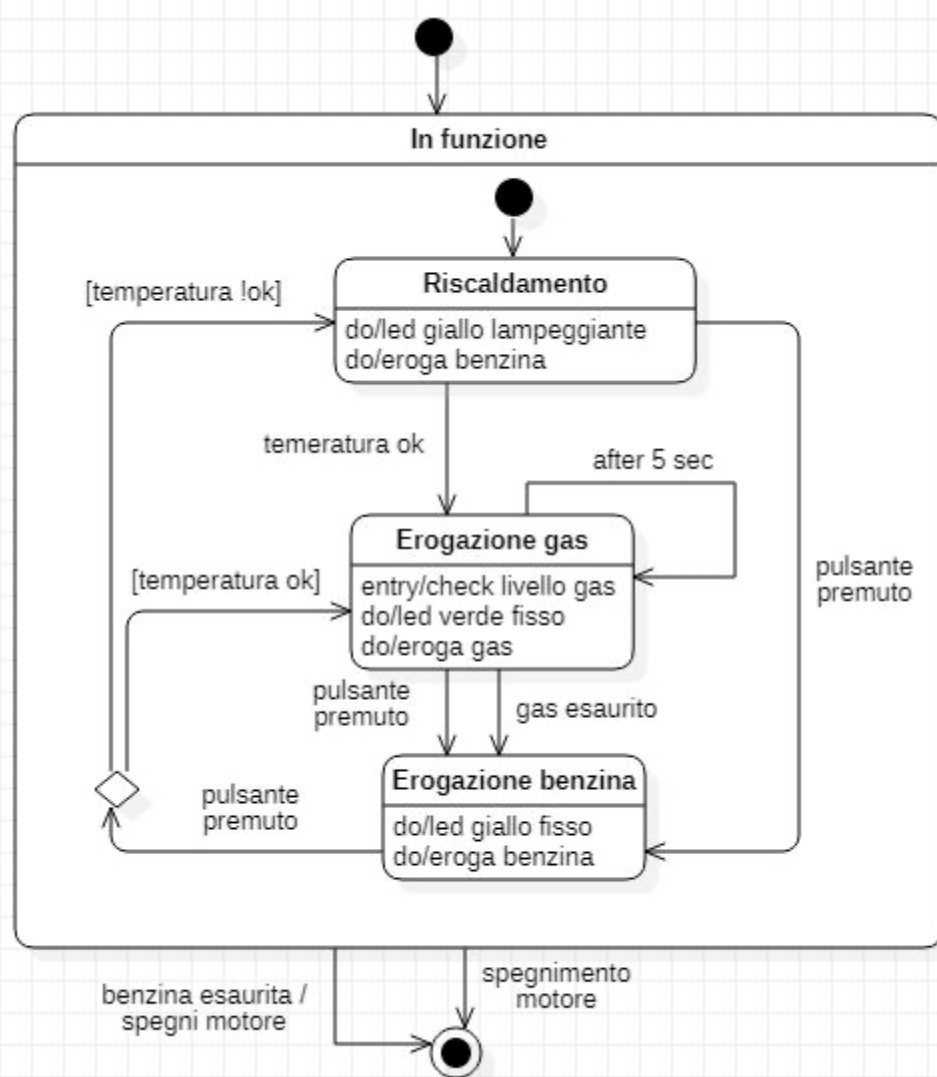 In funzione
[temperatura !ok]
Riscaldamento
do/led giallo lampeggiante
do/eroga benzina
temeratura ok
after 5 sec
Erogazione gas
[temperatura ok]
entry/check livello gas
do/led verde fisso
do/eroga gas
pulsante
premuto
pulsante
premuto
gas esaurito
Erogazione benzina
pulsante
premuto
do/led giallo fisso
do/eroga benzina
benzina esaurita /
spegni motore
spegnimento
motore